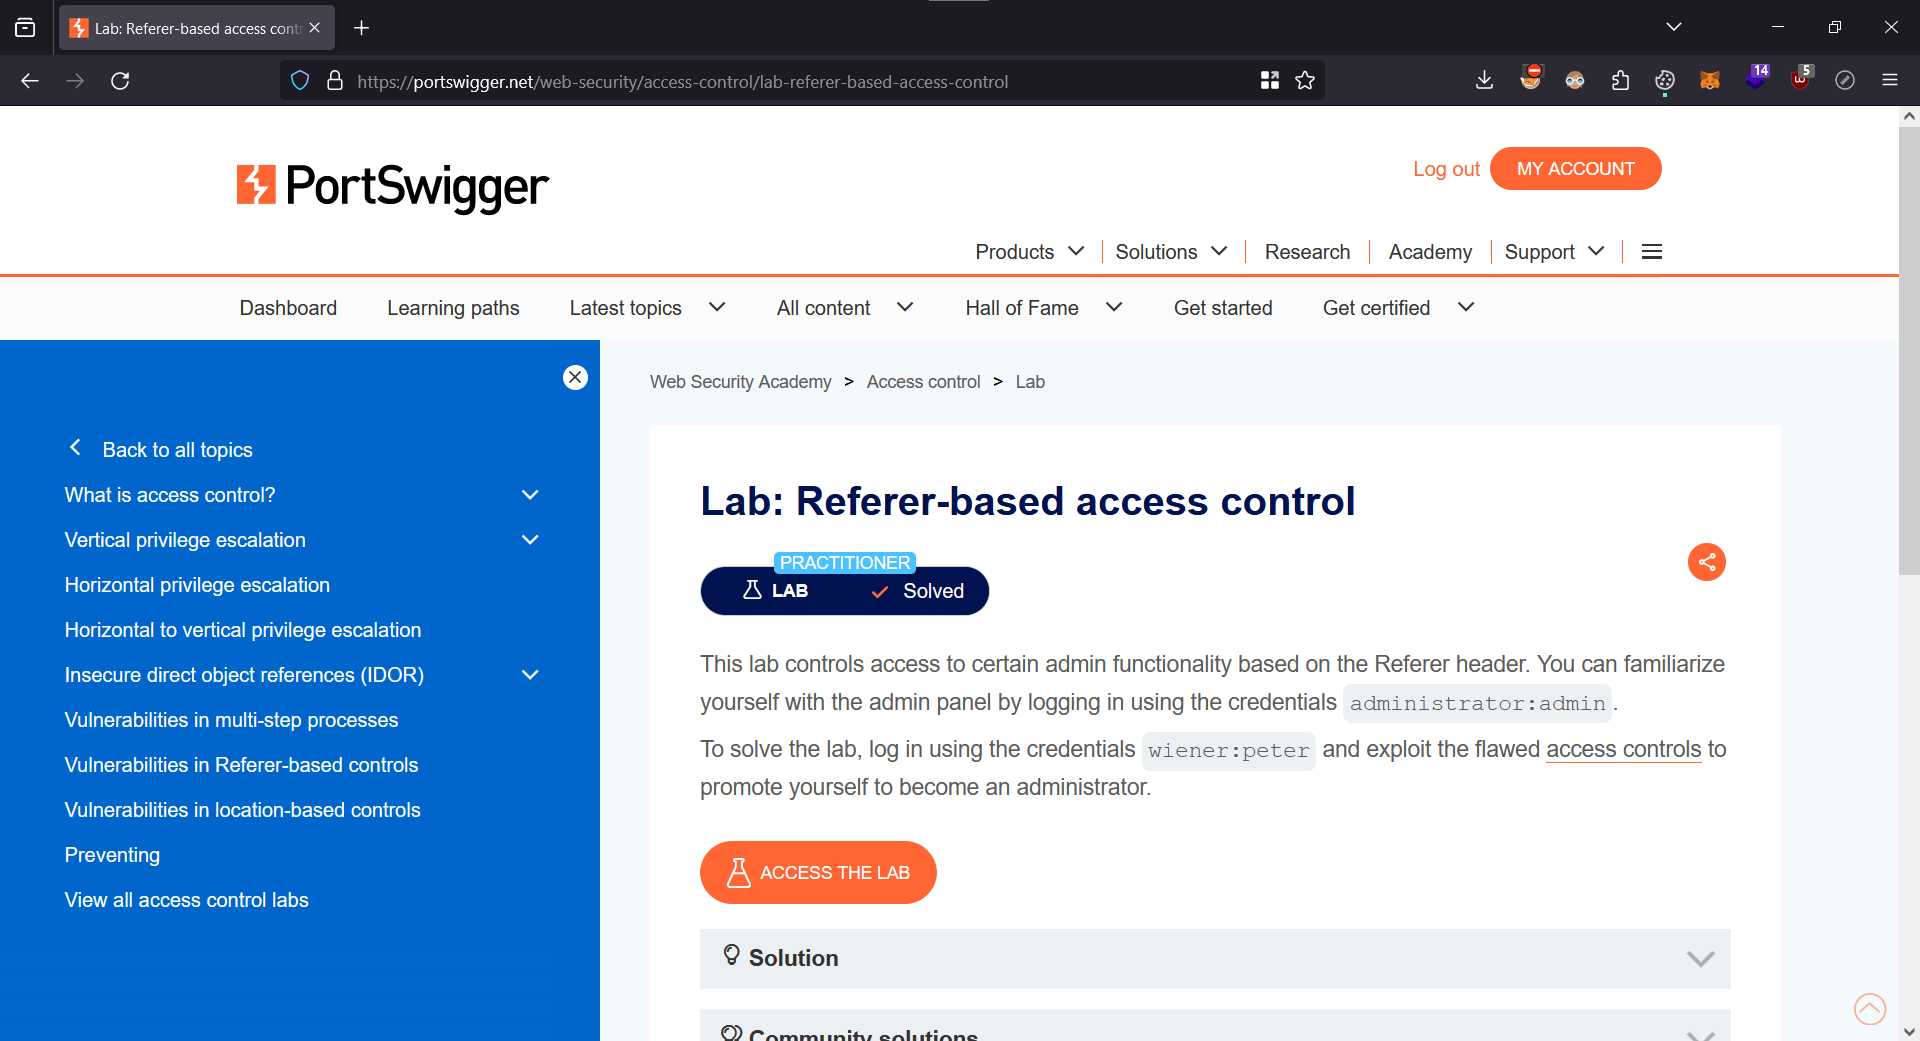 Lab: Referer-based access contr
https://portswigger.net/web-security/access-control/lab-referer-based-access-control
14
5
PortSwigger
Log out
MY ACCOUNT
Products
Solutions
Research
Academy
Support
Dashboard
Learning paths
Latest topics
All content
Hall of Fame
Get started
Get certified
Back to all topics
What is access control?
Vertical privilege escalation
Horizontal privilege escalation
Horizontal to vertical privilege escalation
Insecure direct object references (IDOR)
Vulnerabilities in multi-step processes
Vulnerabilities in Referer-based controls
Vulnerabilities in location-based controls
Preventing
View all access control labs
Web Security Academy > Access control > Lab
Lab: Referer-based access control
PRACTITIONER
LAB
Solved
This lab controls access to certain admin functionality based on the Referer header. You can familiarize
yourself with the admin panel by logging in using the credentials administrator:admin.
To solve the lab, log in using the credentials wiener:peter and exploit the flawed access controls to
promote yourself to become an administrator.
ACCESS THE LAB
Solution
Community solutions